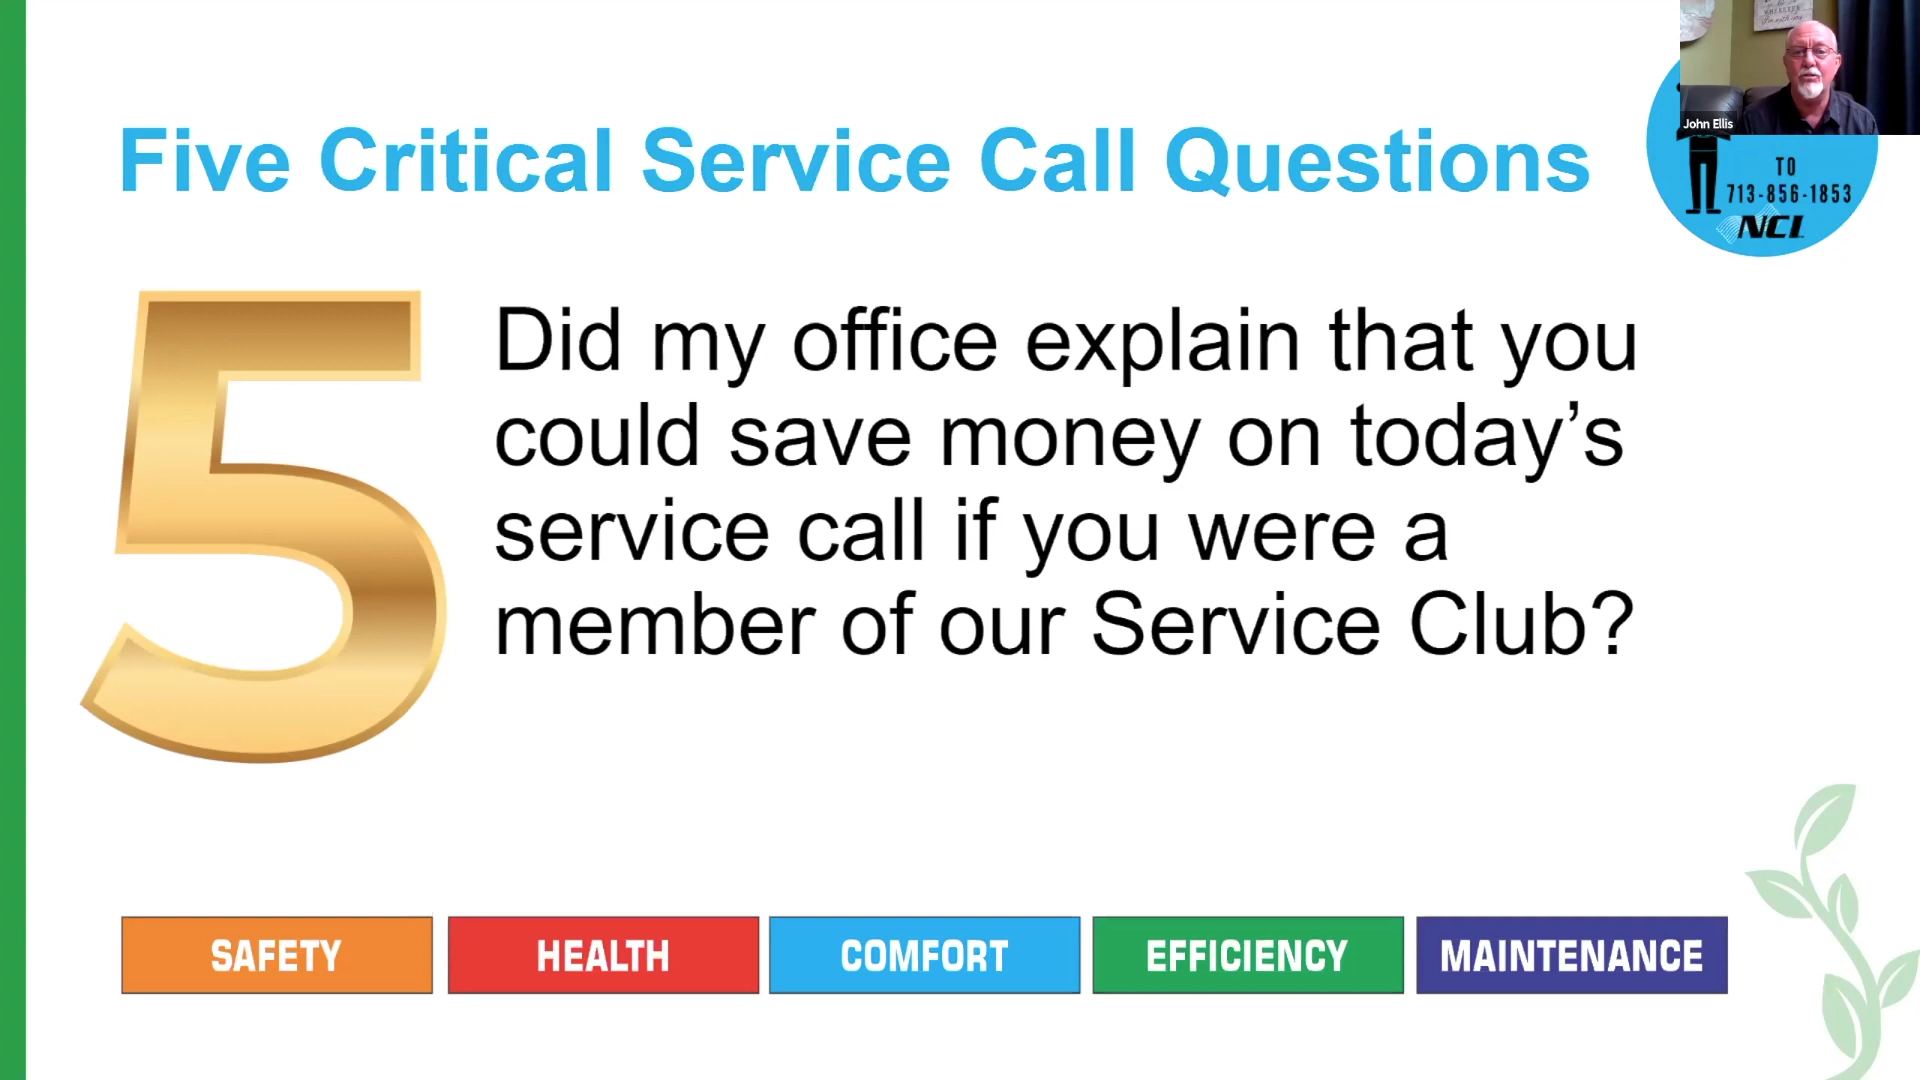 Five Critical Service Call Questions
John Ellis
TO
713-856-1853
NCI
5
Did my office explain that you
could save money on today’s
service call if you were a
member of our Service Club?
SAFETY
HEALTH
COMFORT
EFFICIENCY
MAINTENANCE